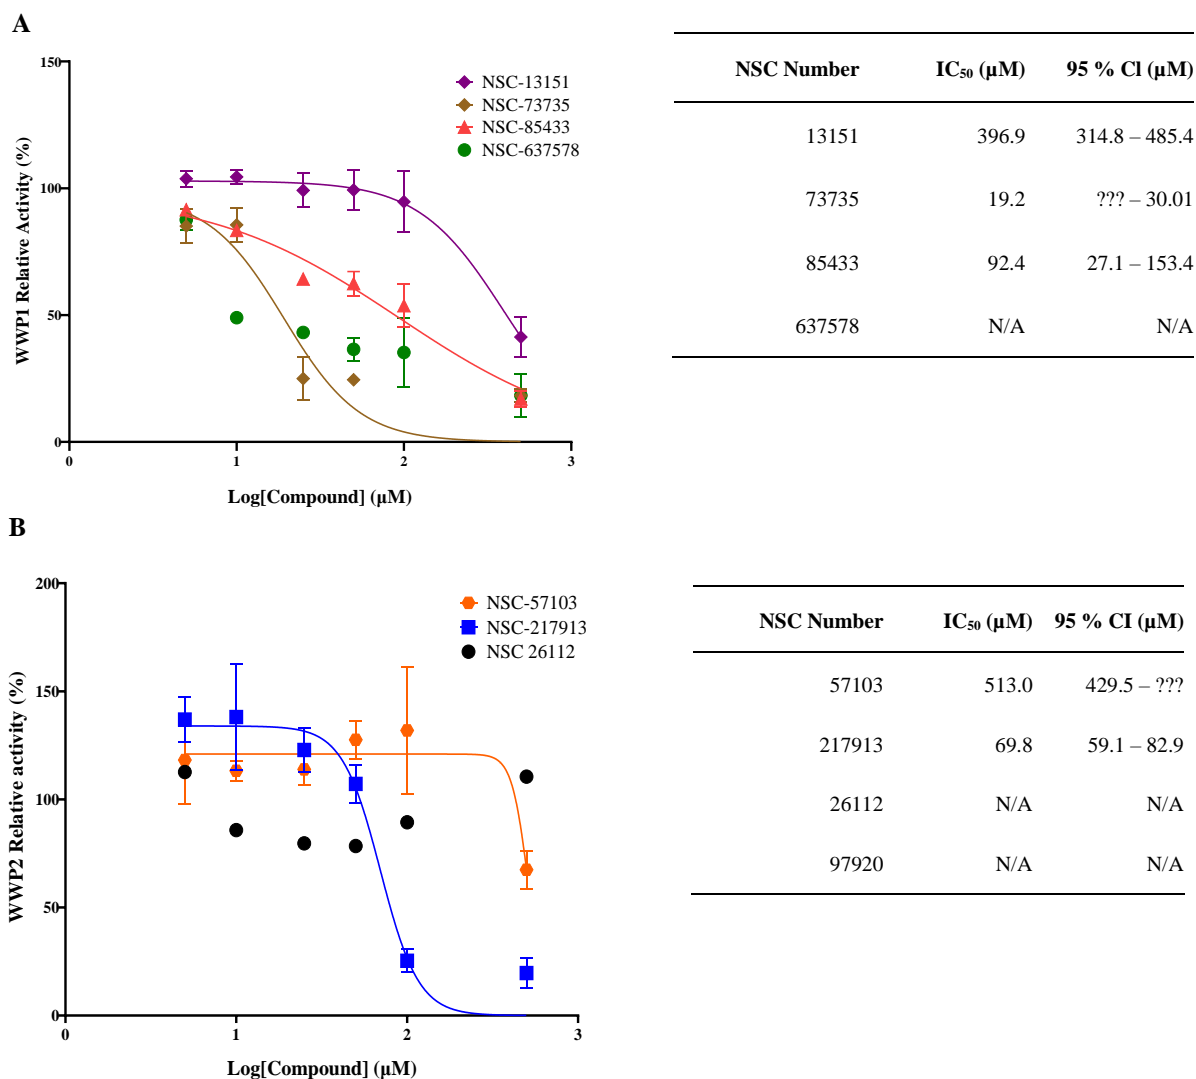 A
150
100
50
0
0 1 2 3
WWP1 Relative Activity (%)
Log[Compound] (µM)
NSC-13151
NSC-73735
NSC-85433
NSC-637578
NSC Number IC₅₀ (µM) 95 % Cl (µM)
13151 396.9 314.8 – 485.4
73735 19.2 ??? – 30.01
85433 92.4 27.1 – 153.4
637578 N/A N/A
B
200
150
100
50
0
0 1 2 3
WWP2 Relative activity (%)
Log[Compound] (µM)
NSC-57103
NSC-217913
NSC 26112
NSC Number IC₅₀ (µM) 95 % CI (µM)
57103 513.0 429.5 – ???
217913 69.8 59.1 – 82.9
26112 N/A N/A
97920 N/A N/A